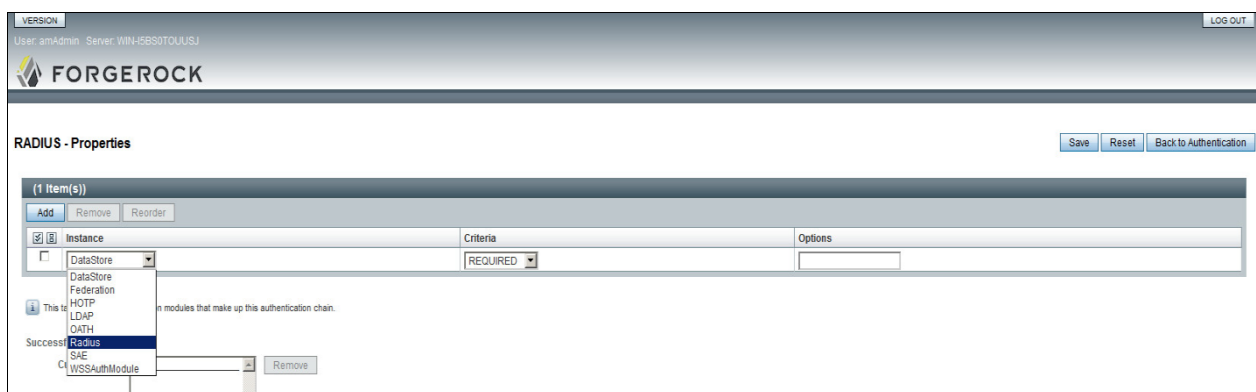 VERSION
LOG OUT
User: amAdmin Server: WIN-I5BS0TOUUSJ
FORGEROCK
RADIUS - Properties
Save Reset Back to Authentication
(1 Item(s))
Add Remove Reorder
Instance Criteria Options
DataStore REQUIRED
DataStore
Federation
HOTP
LDAP
OATH
Radius
SAE
WSSAuthModule
This modules that make up this authentication chain.
Remove